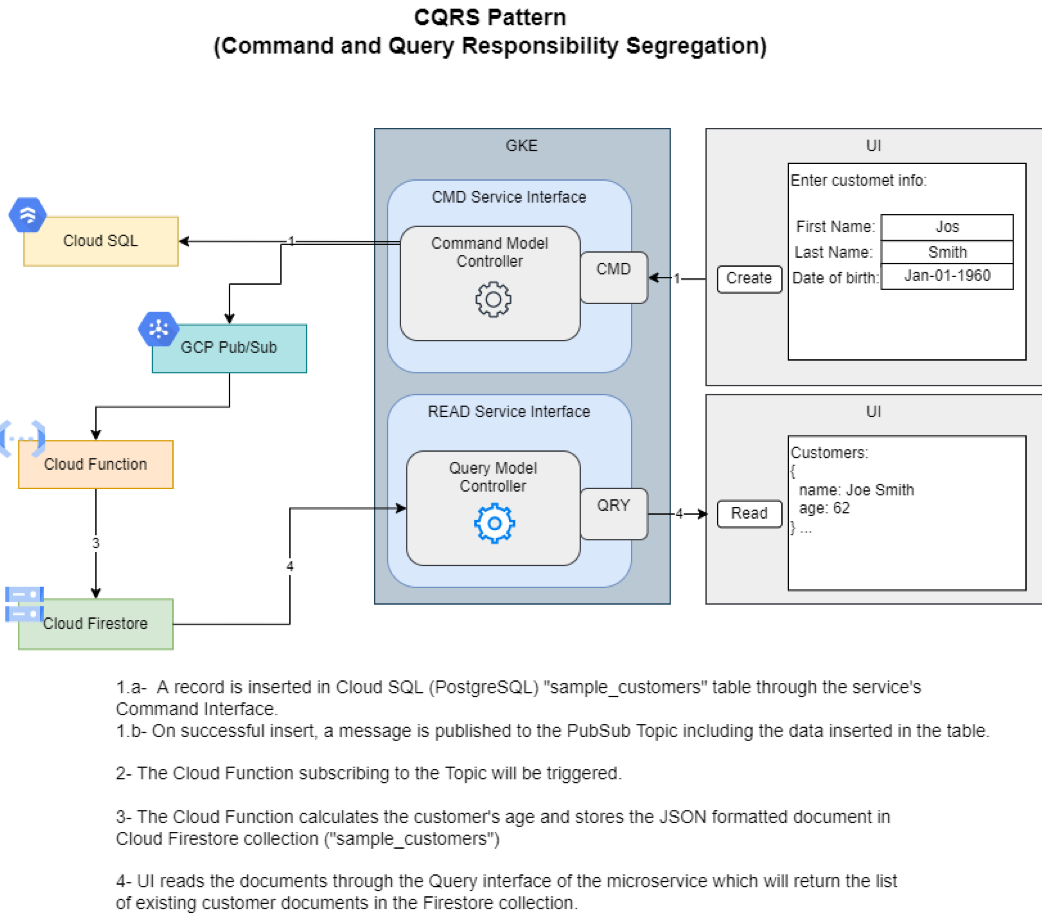 CQRS Pattern
(Command and Query Responsibility Segregation)
GKE
UI
CMD Service Interface
Enter customet info:
Cloud SQL
1
Command Model
Controller
CMD
1
Create
First Name:
Jos
Last Name:
Smith
Date of birth:
Jan-01-1960
GCP Pub/Sub
READ Service Interface
UI
Cloud Function
Query Model
Controller
QRY
4
Read
Customers:
{
name: Joe Smith
age: 62
} ...
3
4
Cloud Firestore
1.a-  A record is inserted in Cloud SQL (PostgreSQL) "sample_customers" table through the service's
Command Interface.
1.b- On successful insert, a message is published to the PubSub Topic including the data inserted in the table.
2- The Cloud Function subscribing to the Topic will be triggered.
3- The Cloud Function calculates the customer's age and stores the JSON formatted document in
Cloud Firestore collection ("sample_customers")
4- UI reads the documents through the Query interface of the microservice which will return the list
of existing customer documents in the Firestore collection.